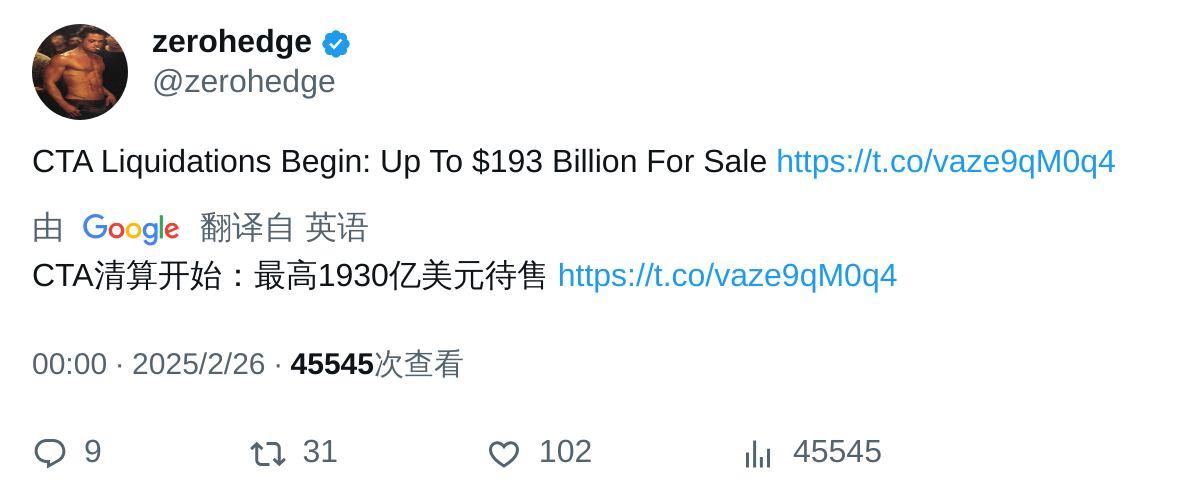 zerohedge
@zerohedge
CTA Liquidations Begin: Up To $193 Billion For Sale https://t.co/vaze9qM0q4
由 Google 翻译自 英语
CTA清算开始：最高1930亿美元待售 https://t.co/vaze9qM0q4
00:00 · 2025/2/26 · 45545次查看
9 31 102 45545